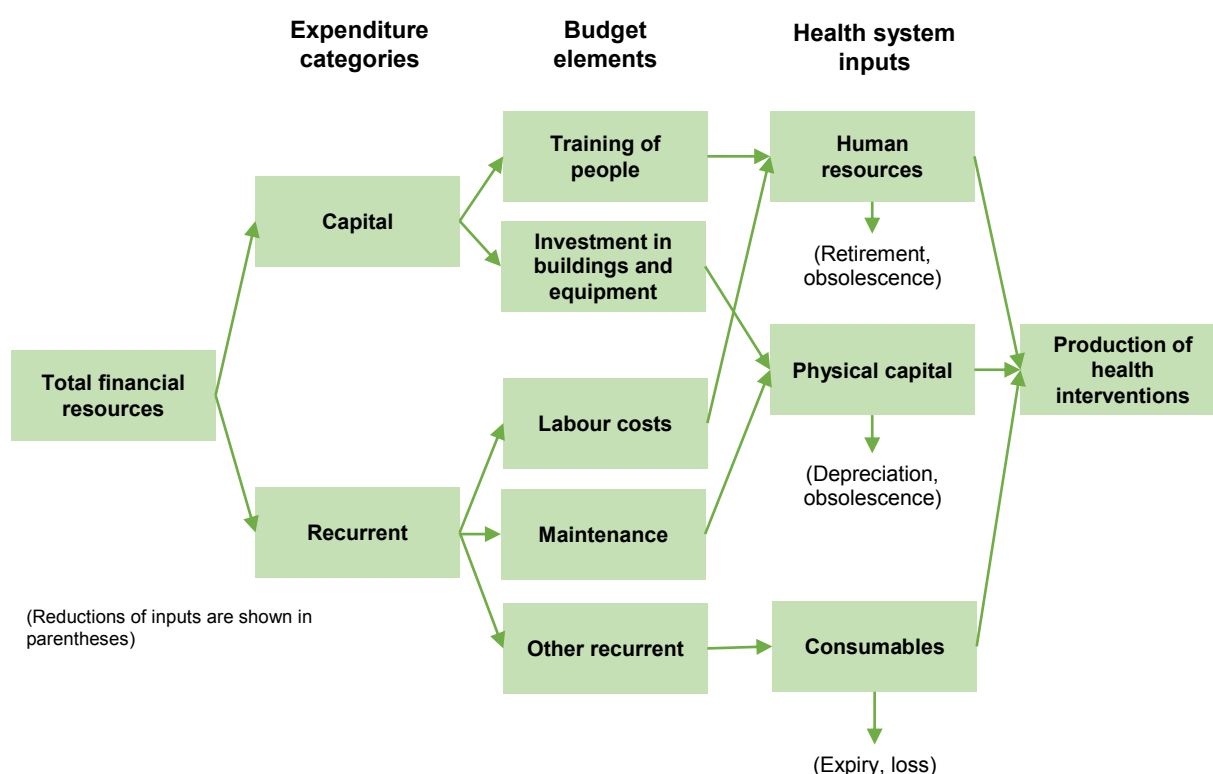 Expenditure
categories
Budget
elements
Health system
inputs
Training of
people
Human
resources
Capital
Investment in
buildings and
equipment
(Retirement,
obsolescence)
Total financial
resources
Physical capital
Production of
health
interventions
Labour costs
(Depreciation,
obsolescence)
Recurrent
Maintenance
(Reductions of inputs are shown in
parentheses)
Other recurrent
Consumables
(Expiry, loss)